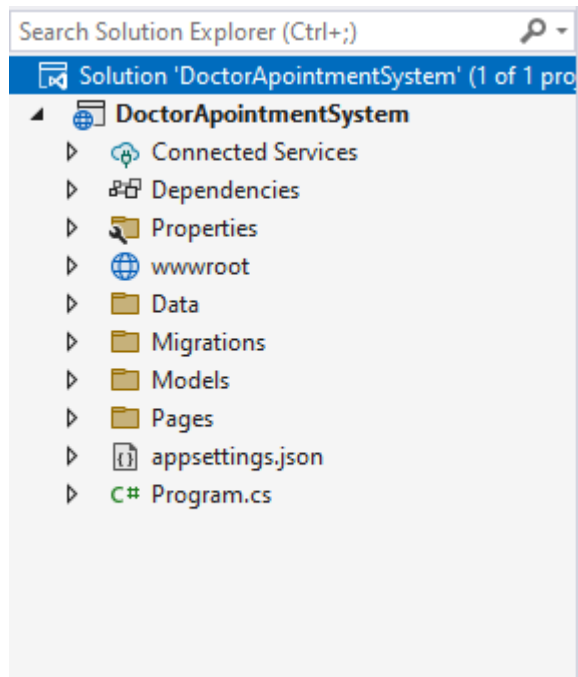 Search Solution Explorer (Ctrl+;)
Solution 'DoctorApointmentSystem' (1 of 1 proj
DoctorApointmentSystem
Connected Services
Dependencies
Properties
wwwroot
Data
Migrations
Models
Pages
appsettings.json
C# Program.cs